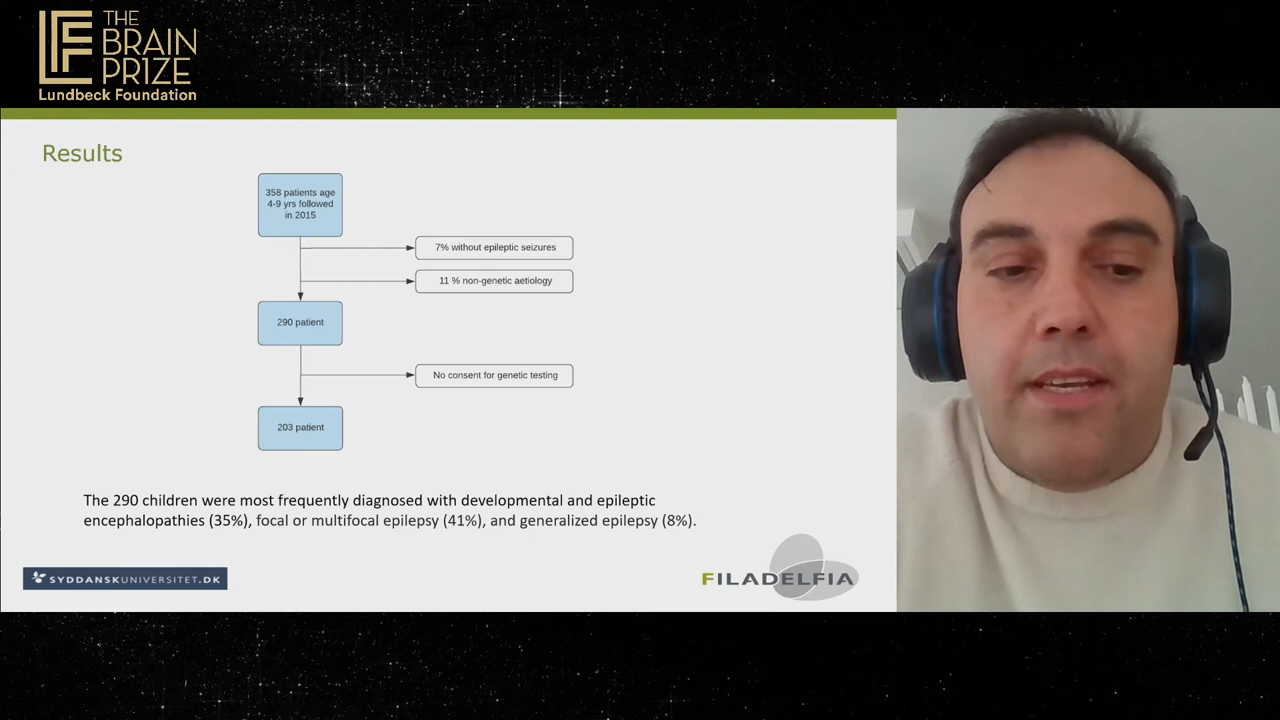 THE
BRAIN
PRIZE
Lundbeck Foundation
Results
358 patients age
4-9 yrs followed
in 2015
7% without epileptic seizures
11 % non-genetic aetiology
290 patient
No consent for genetic testing
203 patient
The 290 children were most frequently diagnosed with developmental and epileptic
encephalopathies (35%), focal or multifocal epilepsy (41%), and generalized epilepsy (8%).
SYDDANSKUNIVERSITET.DK
FILADELFIA